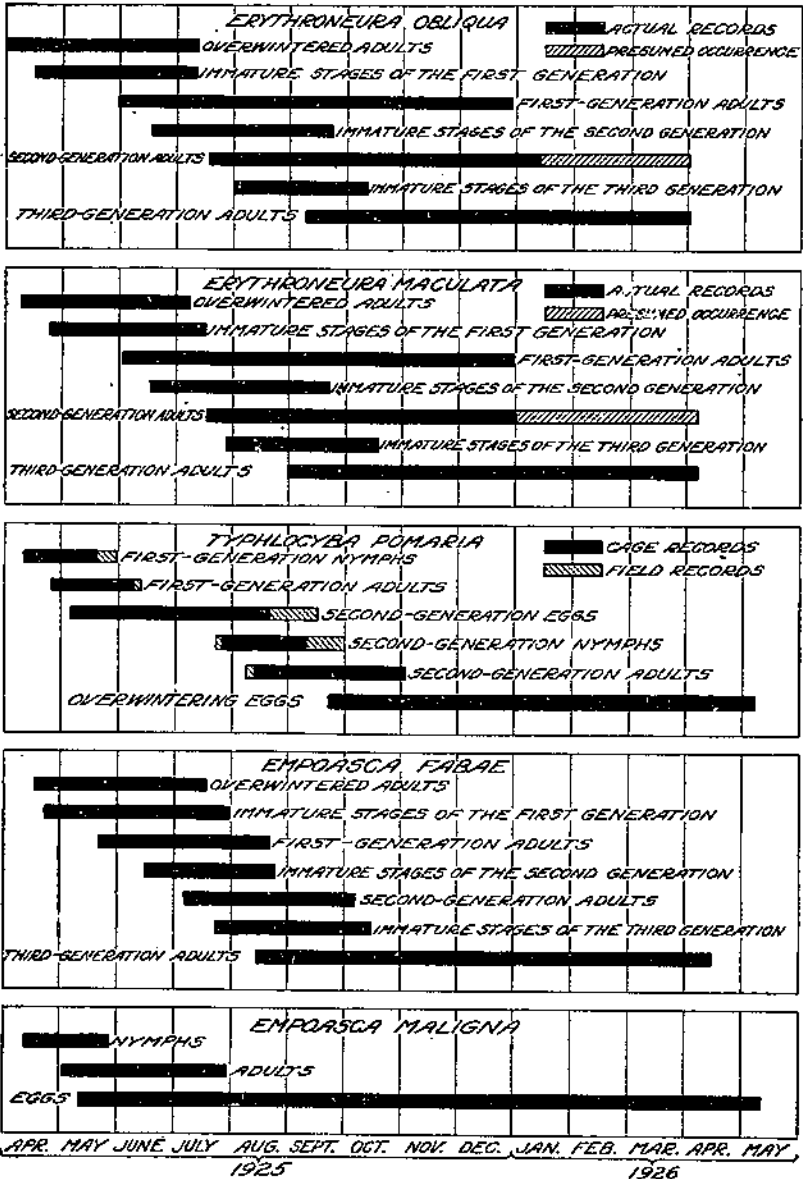 ERYTHRONEURA OBLIQUA
ACTUAL RECORDS
PRESUMED OCCURRENCE
OVERWINTERED ADULTS
IMMATURE STAGES OF THE FIRST GENERATION
FIRST-GENERATION ADULTS
IMMATURE STAGES OF THE SECOND GENERATION
SECOND-GENERATION ADULTS
IMMATURE STAGES OF THE THIRD GENERATION
THIRD-GENERATION ADULTS
ERYTHRONEURA MACULATA
ACTUAL RECORDS
PRESUMED OCCURRENCE
OVERWINTERED ADULTS
IMMATURE STAGES OF THE FIRST GENERATION
FIRST-GENERATION ADULTS
IMMATURE STAGES OF THE SECOND GENERATION
SECOND-GENERATION ADULTS
IMMATURE STAGES OF THE THIRD GENERATION
THIRD-GENERATION ADULTS
TYPHLOCYBA POMARIA
CAGE RECORDS
FIELD RECORDS
FIRST-GENERATION NYMPHS
FIRST-GENERATION ADULTS
SECOND-GENERATION EGGS
SECOND-GENERATION NYMPHS
SECOND-GENERATION ADULTS
OVERWINTERING EGGS
EMPOASCA FABAE
OVERWINTERED ADULTS
IMMATURE STAGES OF THE FIRST GENERATION
FIRST-GENERATION ADULTS
IMMATURE STAGES OF THE SECOND GENERATION
SECOND-GENERATION ADULTS
IMMATURE STAGES OF THE THIRD GENERATION
THIRD-GENERATION ADULTS
EMPOASCA MALIGNA
NYMPHS
ADULTS
EGGS
APR. MAY JUNE JULY AUG. SEPT. OCT. NOV. DEC. JAN. FEB. MAR. APR. MAY
1925 1926